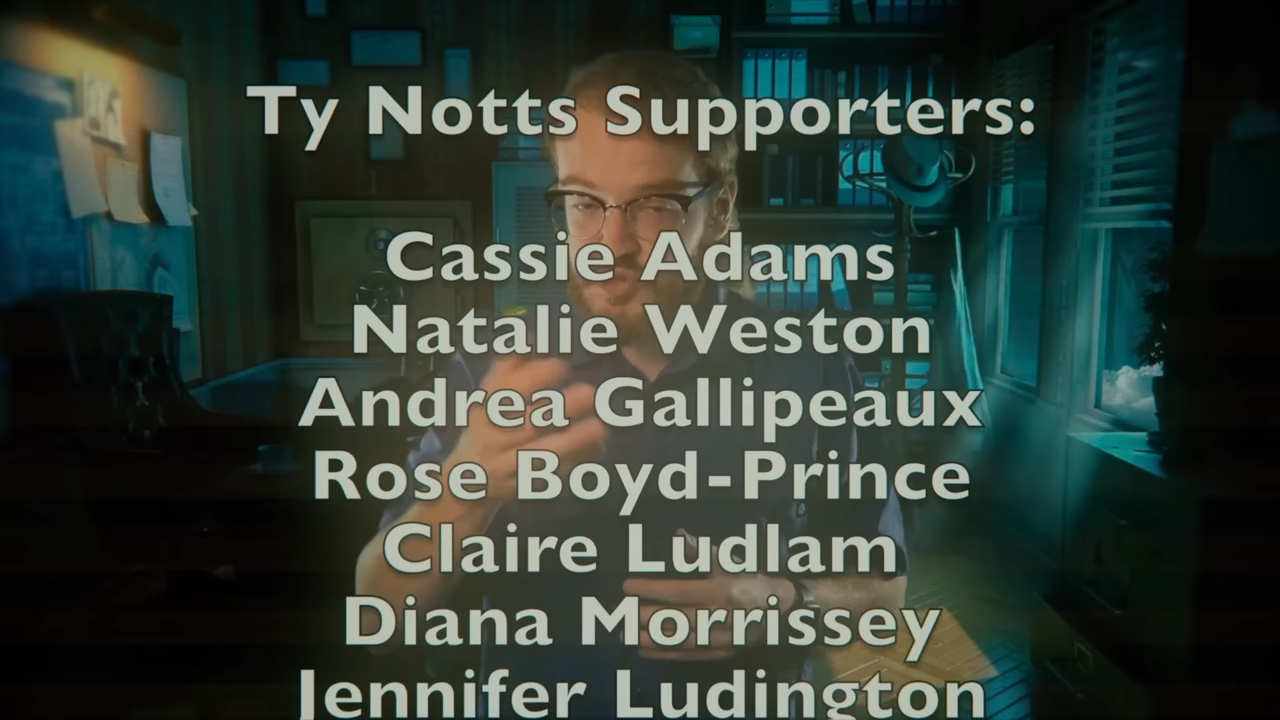 Ty Notts Supporters:
Cassie Adams
Natalie Weston
Andrea Gallipeaux
Rose Boyd-Prince
Claire Ludlam
Diana Morrissey
Jennifer Ludington